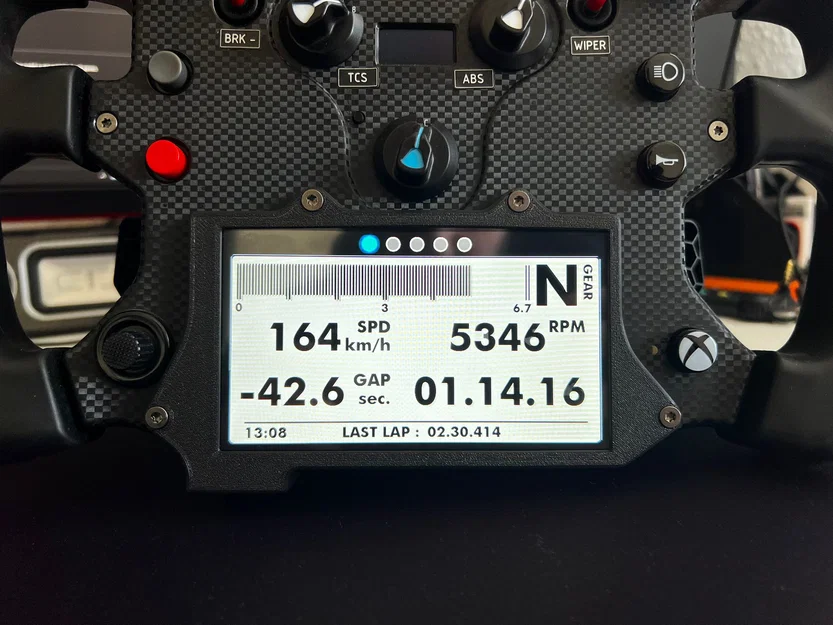 BRK -
WIPER
TCS
ABS
0
3
6.7
N
GEAR
164 SPD km/h
5346 RPM
-42.6 GAP sec.
01.14.16
13:08
LAST LAP : 02.30.414